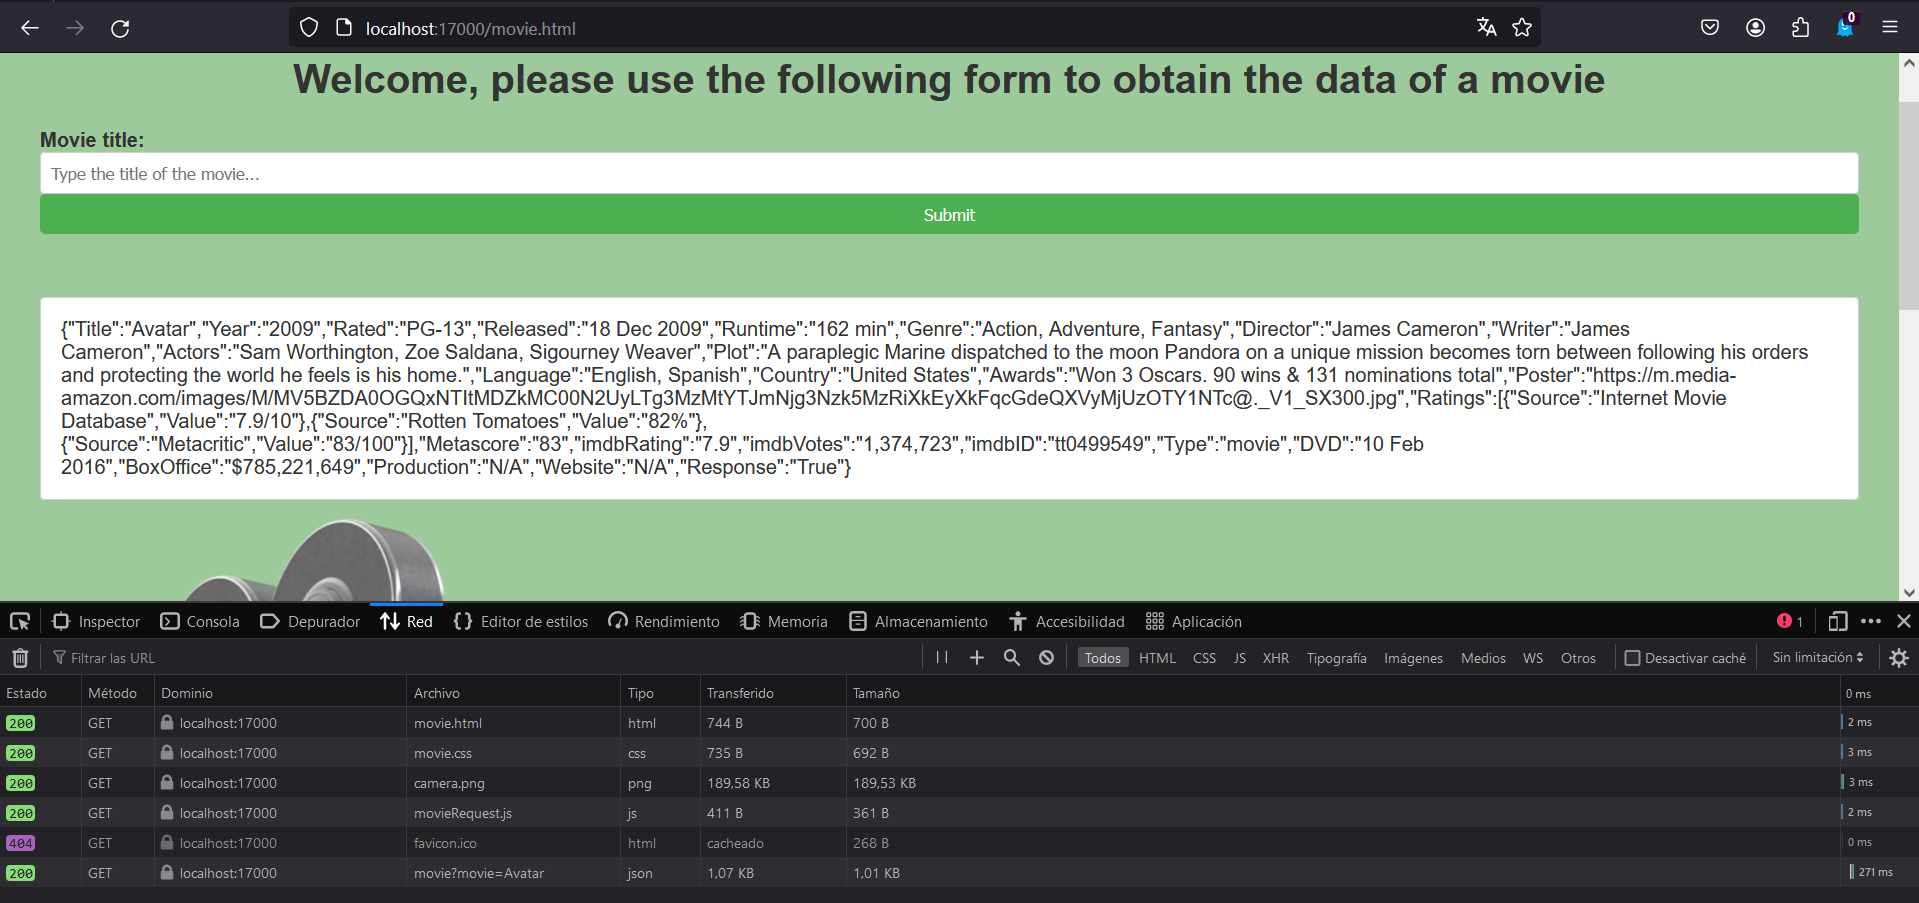 localhost:17000/movie.html
0
Welcome, please use the following form to obtain the data of a movie
Movie title:
Type the title of the movie...
Submit
{"Title":"Avatar","Year":"2009","Rated":"PG-13","Released":"18 Dec 2009","Runtime":"162 min","Genre":"Action, Adventure, Fantasy","Director":"James Cameron","Writer":"James
Cameron","Actors":"Sam Worthington, Zoe Saldana, Sigourney Weaver","Plot":"A paraplegic Marine dispatched to the moon Pandora on a unique mission becomes torn between following his orders
and protecting the world he feels is his home.","Language":"English, Spanish","Country":"United States","Awards":"Won 3 Oscars. 90 wins & 131 nominations total","Poster":"https://m.media-
amazon.com/images/M/MV5BZDA0OGQxNTItMDZkMC00N2UyLTg3MzMtYTJmNjg3Nzk5MzRiXkEyXkFqcGdeQXVyMjUzOTY1NTc@._V1_SX300.jpg","Ratings":[{"Source":"Internet Movie
Database","Value":"7.9/10"},{"Source":"Rotten Tomatoes","Value":"82%"},
{"Source":"Metacritic","Value":"83/100"}],"Metascore":"83","imdbRating":"7.9","imdbVotes":"1,374,723","imdbID":"tt0499549","Type":"movie","DVD":"10 Feb
2016","BoxOffice":"$785,221,649","Production":"N/A","Website":"N/A","Response":"True"}
Inspector Consola Depurador Red Editor de estilos Rendimiento Memoria Almacenamiento Accesibilidad Aplicación 1
Filtrar las URL Todos HTML CSS JS XHR Tipografía Imágenes Medios WS Otros Desactivar caché Sin limitación
Estado Método Dominio Archivo Tipo Transferido Tamaño 0 ms
200 GET localhost:17000 movie.html html 744 B 700 B 2 ms
200 GET localhost:17000 movie.css css 735 B 692 B 3 ms
200 GET localhost:17000 camera.png png 189,58 KB 189,53 KB 3 ms
200 GET localhost:17000 movieRequest.js js 411 B 361 B 2 ms
404 GET localhost:17000 favicon.ico html cacheado 268 B 0 ms
200 GET localhost:17000 movie?movie=Avatar json 1,07 KB 1,01 KB 271 ms